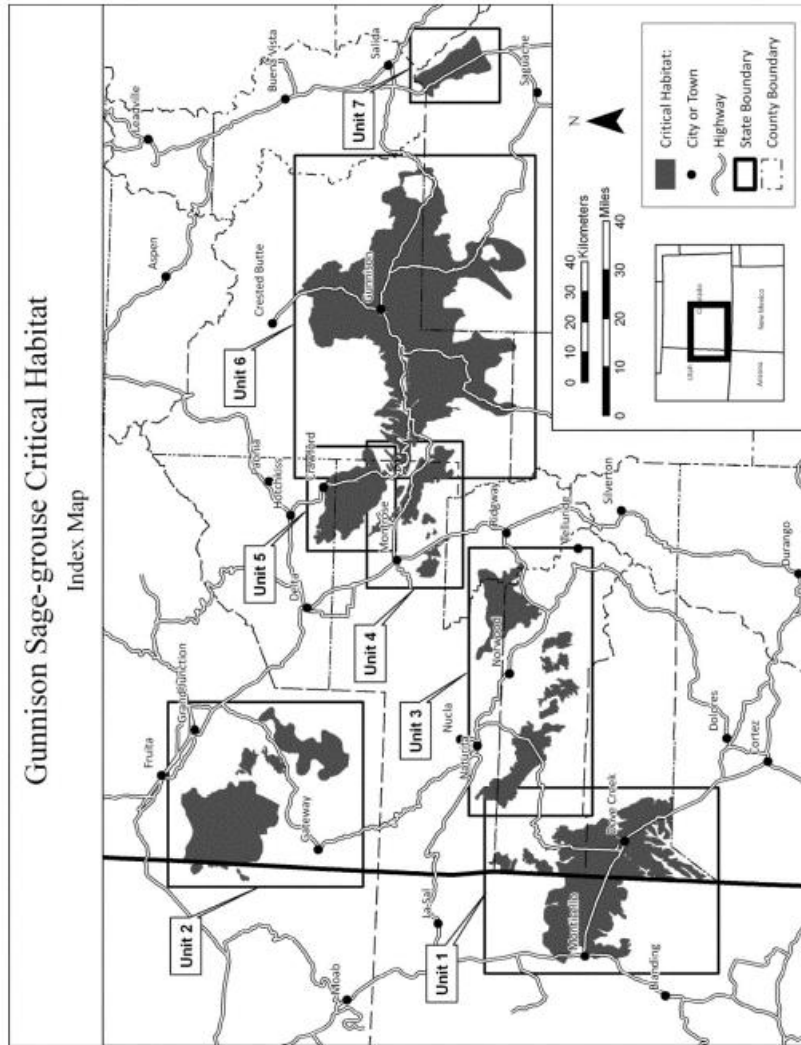 Gunnison Sage-grouse Critical Habitat
Index Map
Leadville
Buena Vista
Salida
Saguache
Unit 7
Aspen
Crested Butte
Gunnison
Unit 6
Paonia
Hotchkiss
Crawford
Unit 5
Delta
Montrose
Unit 4
Ridgway
Telluride
Silverton
Durango
Fruita
Grand Junction
Gateway
Unit 2
Nucla
Naturita
Norwood
Unit 3
Dolores
Cortez
Dove Creek
Moab
La-Sal
Unit 1
Monticello
Blanding
N
0 10 20 30 40
Kilometers
0 10 20 30 40
Miles
Utah
Colorado
Arizona
New Mexico
Critical Habitat:
City or Town
Highway
State Boundary
County Boundary